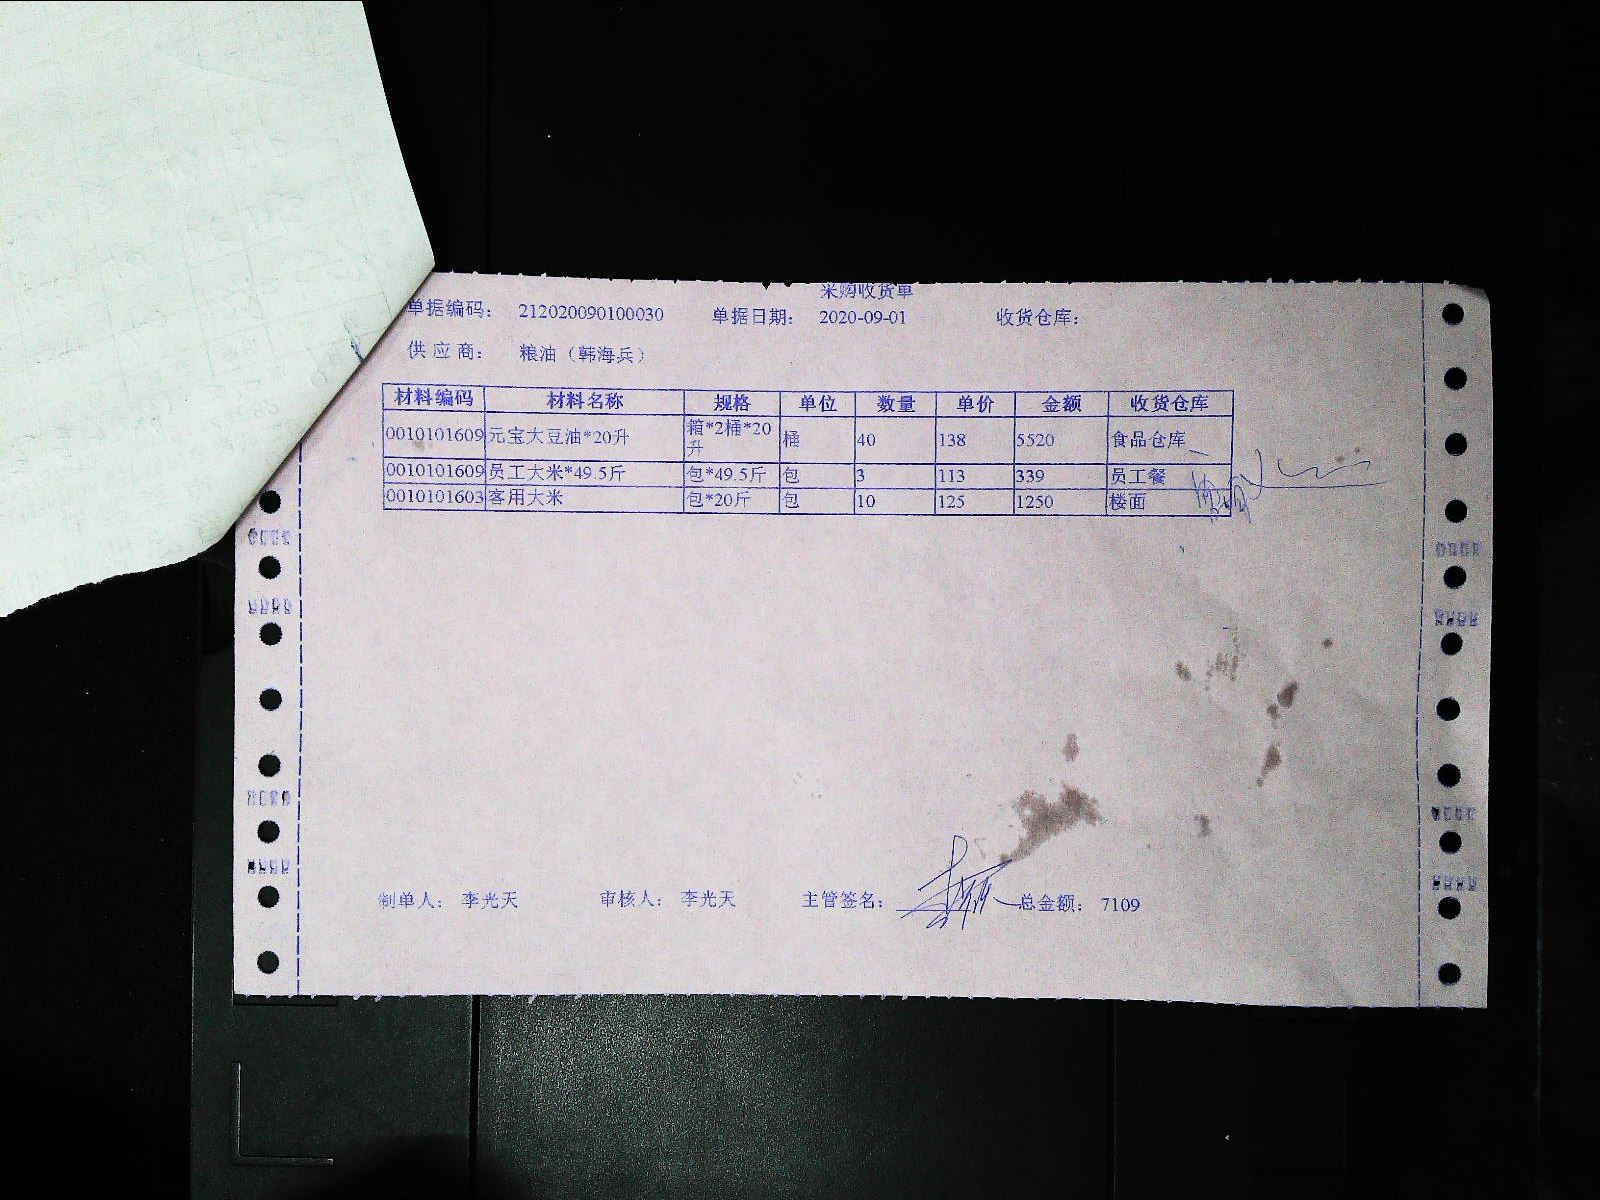 采购收货单
单据编码： 212020090100030 单据日期： 2020-09-01 收货仓库：
供 应 商： 粮油（韩海兵）
材料编码 材料名称 规格 单位 数量 单价 金额 收货仓库
0010101609 元宝大豆油*20升 箱*2桶*20升 桶 40 138 5520 食品仓库
0010101609 员工大米*49.5斤 包*49.5斤 包 3 113 339 员工餐
0010101603 客用大米 包*20斤 包 10 125 1250 楼面
制单人： 李光天 审核人： 李光天 主管签名： 总金额： 7109